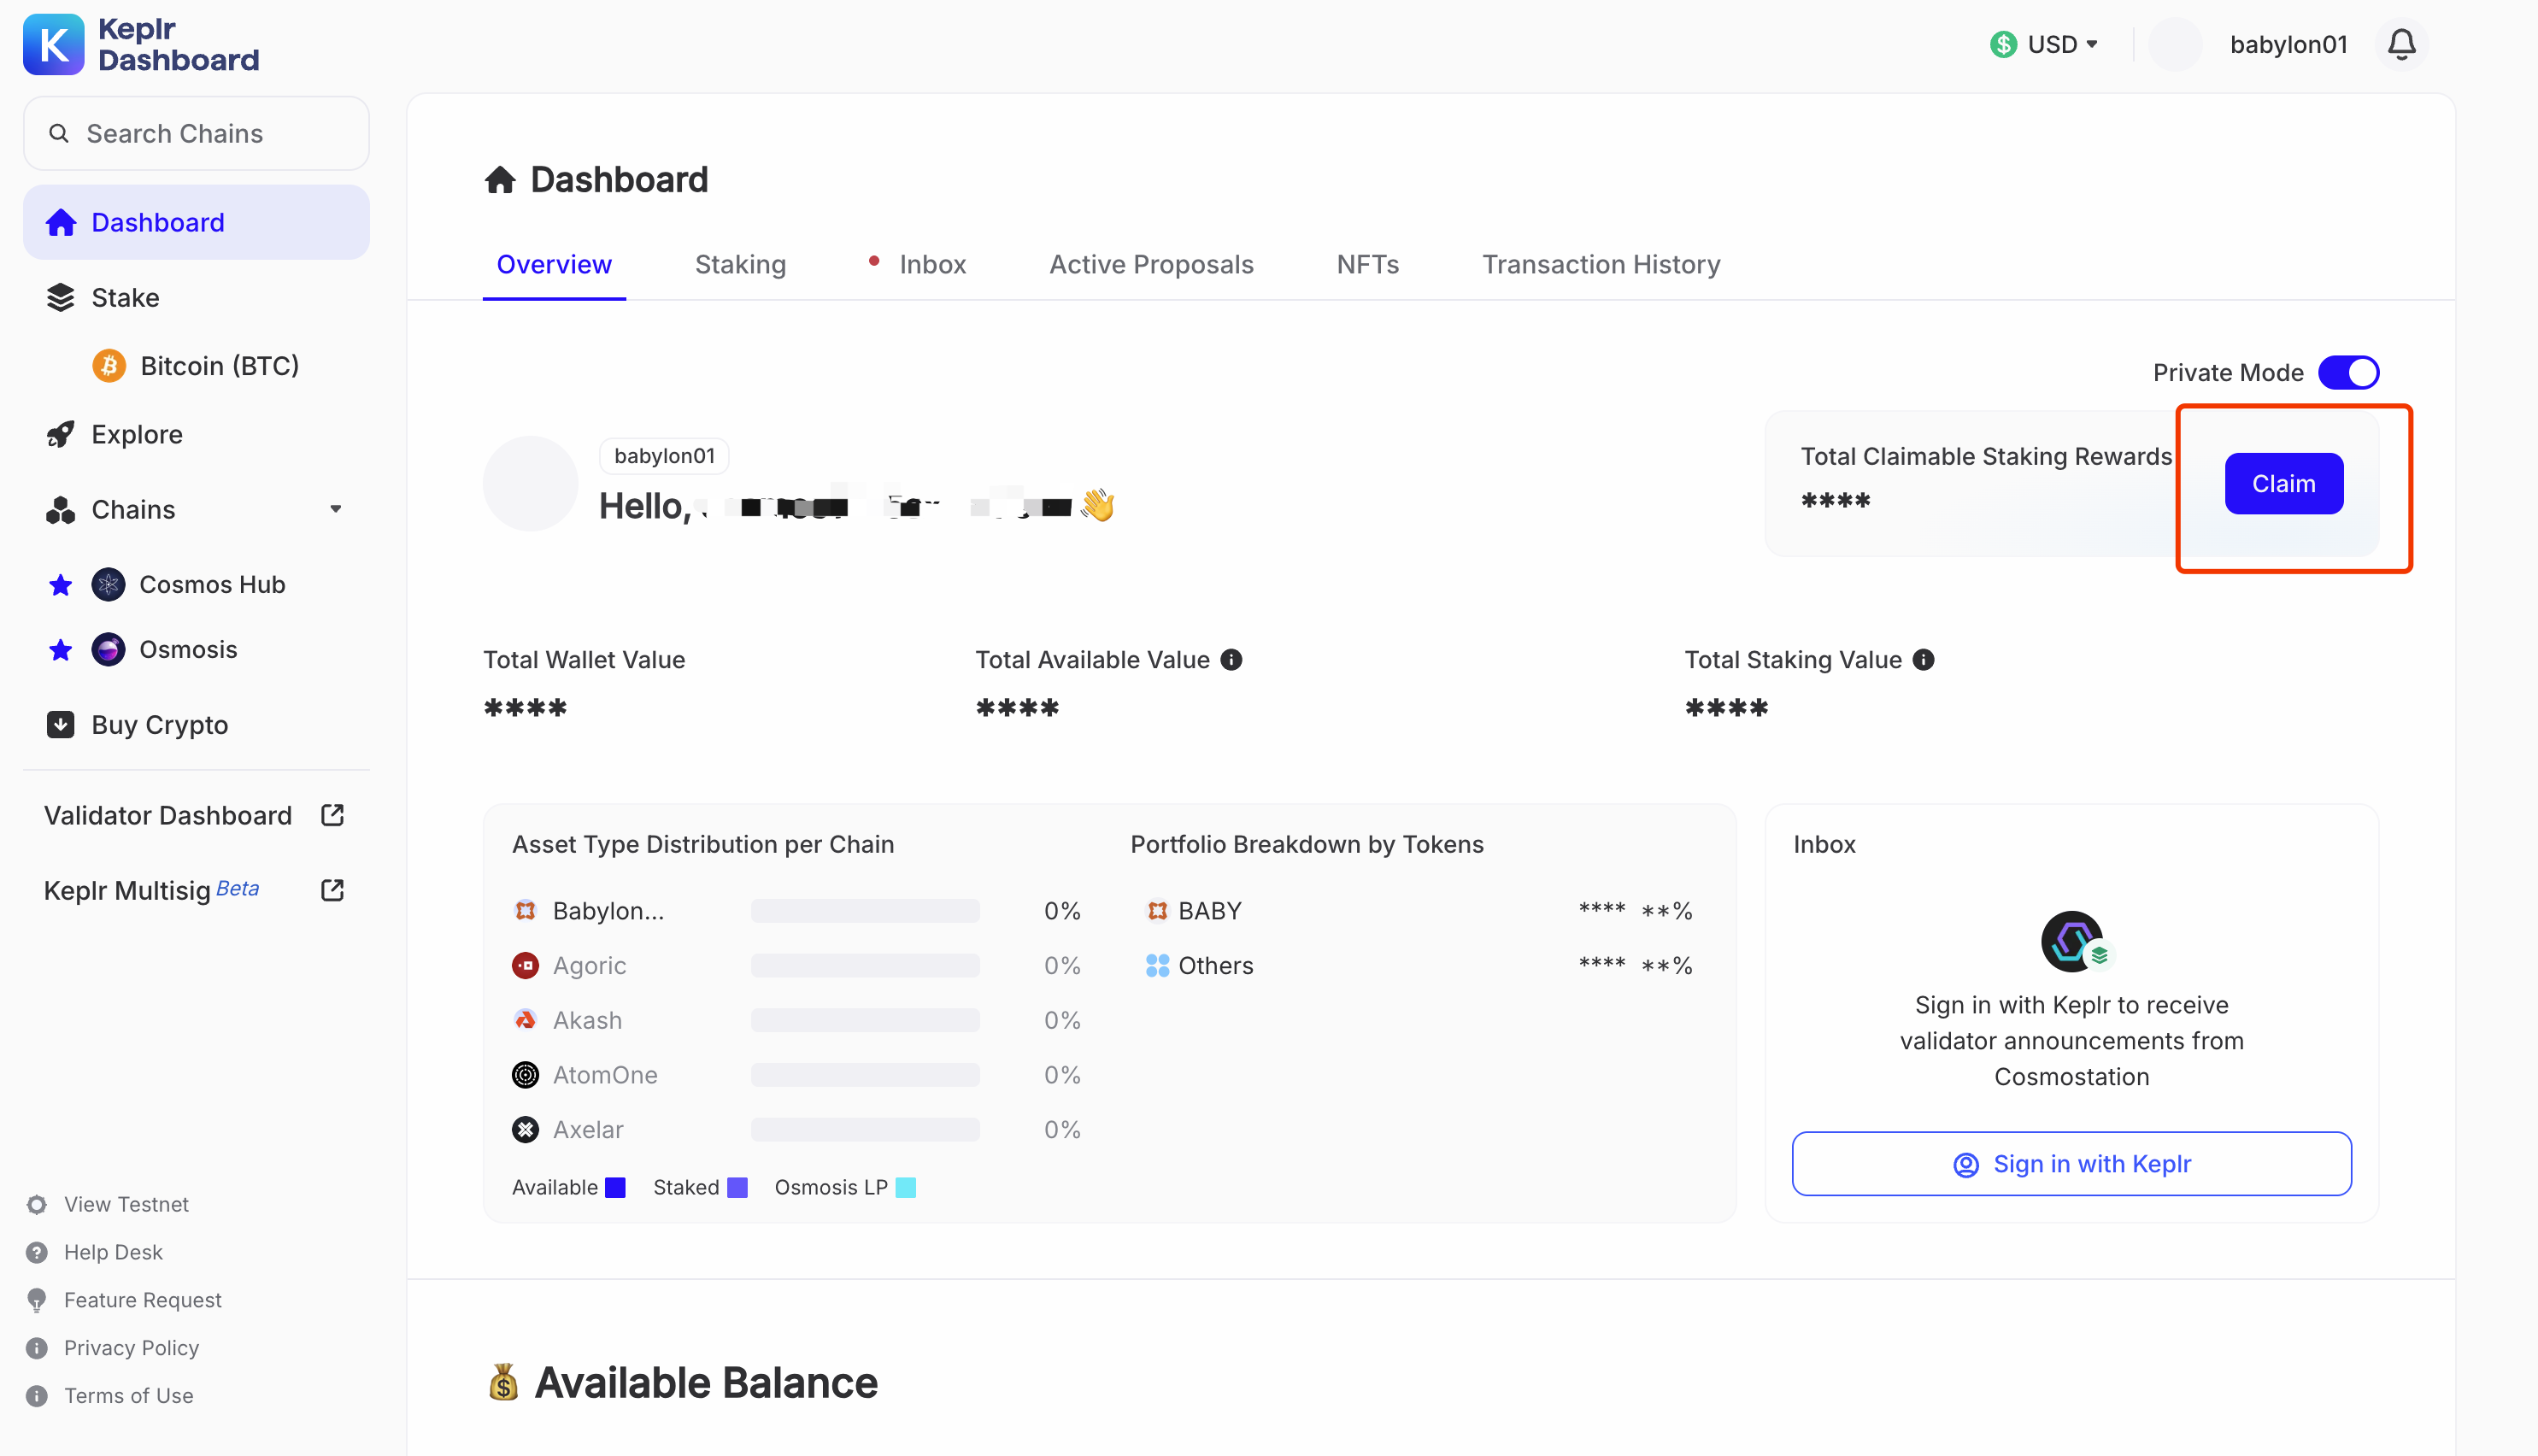 Keplr
Dashboard
USD
babylon01
Search Chains
Dashboard
Stake
Bitcoin (BTC)
Explore
Chains
Cosmos Hub
Osmosis
Buy Crypto
Validator Dashboard
Keplr Multisig Beta
View Testnet
Help Desk
Feature Request
Privacy Policy
Terms of Use
Dashboard
Overview Staking Inbox Active Proposals NFTs Transaction History
Private Mode
babylon01
Hello,
Total Claimable Staking Rewards
****
Claim
Total Wallet Value
****
Total Available Value
****
Total Staking Value
****
Asset Type Distribution per Chain
Babylon... 0%
Agoric 0%
Akash 0%
AtomOne 0%
Axelar 0%
Available Staked Osmosis LP
Portfolio Breakdown by Tokens
BABY **** **%
Others **** **%
Inbox
Sign in with Keplr to receive
validator announcements from
Cosmostation
Sign in with Keplr
Available Balance